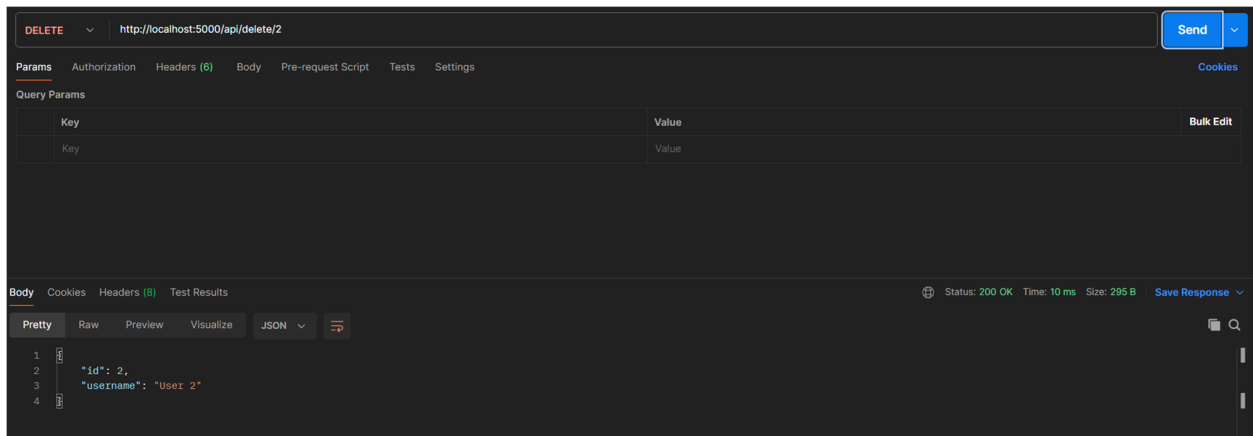 DELETE http://localhost:5000/api/delete/2 Send
Params Authorization Headers (6) Body Pre-request Script Tests Settings Cookies
Query Params
Key Value Bulk Edit
Key Value
Body Cookies Headers (8) Test Results Status: 200 OK Time: 10 ms Size: 295 B Save Response
Pretty Raw Preview Visualize JSON
1 {
2 "id": 2,
3 "username": "User 2"
4 }